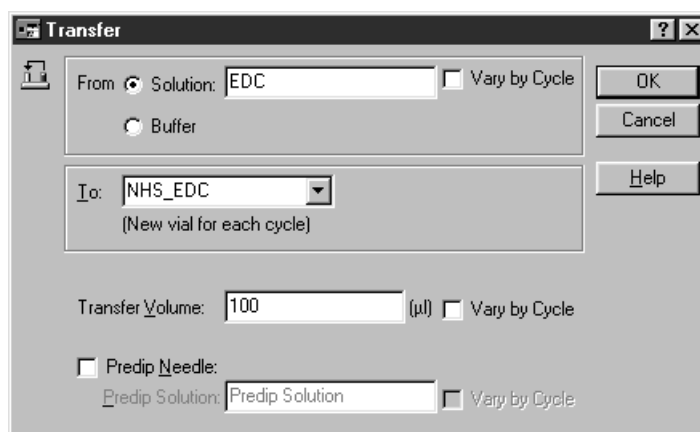 Transfer
From Solution: EDC Vary by Cycle
Buffer
To: NHS_EDC
(New vial for each cycle)
Transfer Volume: 100 (µl) Vary by Cycle
Predip Needle:
Predip Solution: Predip Solution Vary by Cycle
OK
Cancel
Help